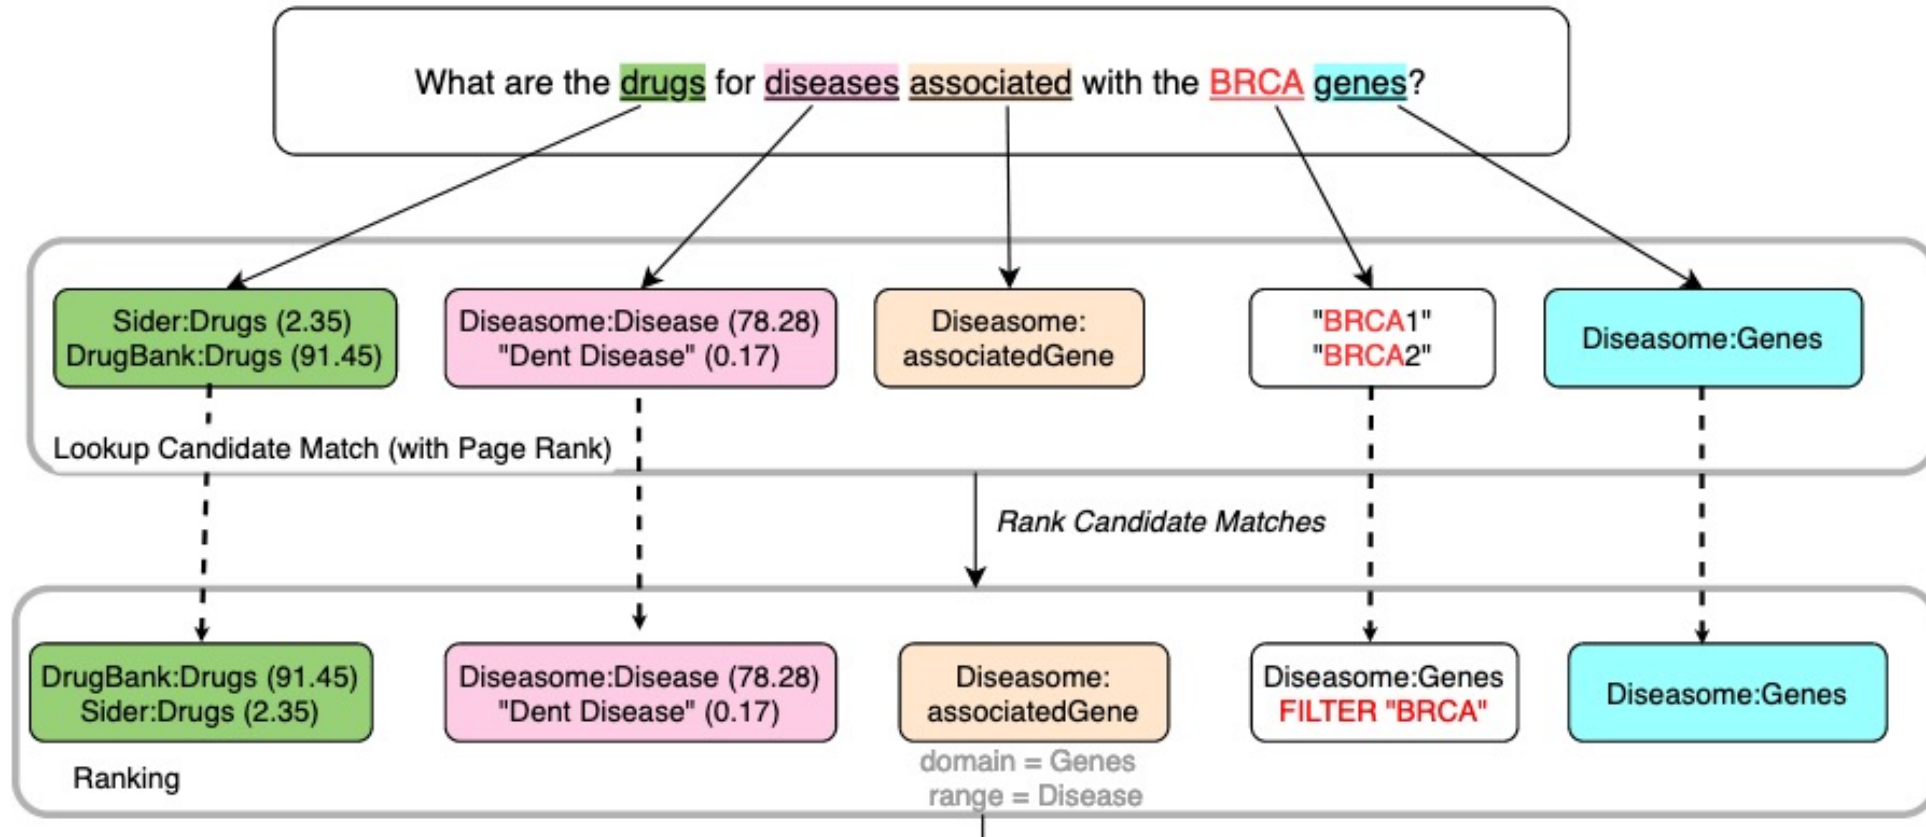 What are the drugs for diseases associated with the BRCA genes?
Sider:Drugs (2.35)
DrugBank:Drugs (91.45)
Diseasome:Disease (78.28)
"Dent Disease" (0.17)
Diseasome:
associatedGene
"BRCA1"
"BRCA2"
Diseasome:Genes
Lookup Candidate Match (with Page Rank)
Rank Candidate Matches
DrugBank:Drugs (91.45)
Sider:Drugs (2.35)
Diseasome:Disease (78.28)
"Dent Disease" (0.17)
Diseasome:
associatedGene
Diseasome:Genes
FILTER "BRCA"
Diseasome:Genes
domain = Genes
range = Disease
Ranking